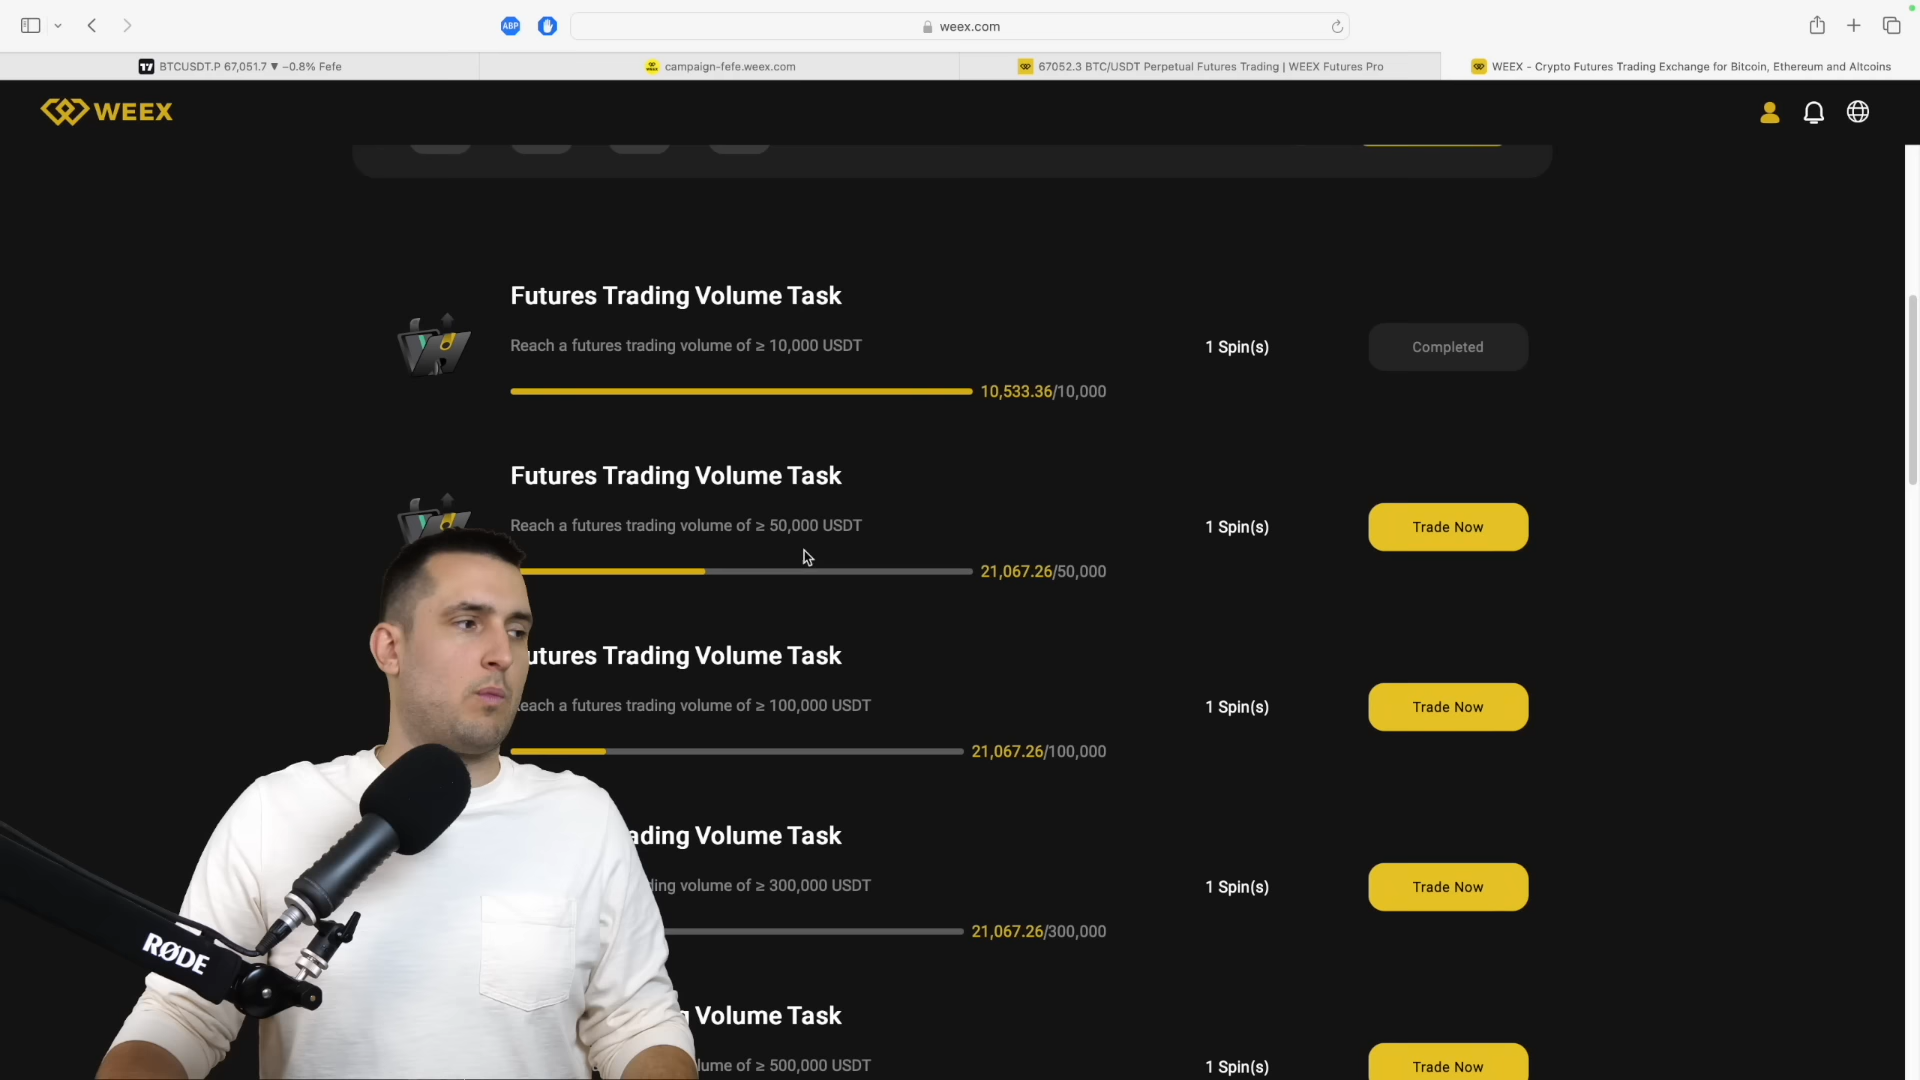 ABP
weex.com
BTCUSDT.P 67,051.7 ▼ −0.8% Fefe
campaign-fefe.weex.com
67052.3 BTC/USDT Perpetual Futures Trading | WEEX Futures Pro
WEEX - Crypto Futures Trading Exchange for Bitcoin, Ethereum and Altcoins
WEEX
Futures Trading Volume Task
Reach a futures trading volume of ≥ 10,000 USDT
1 Spin(s)
Completed
10,533.36/10,000
Futures Trading Volume Task
Reach a futures trading volume of ≥ 50,000 USDT
1 Spin(s)
Trade Now
21,067.26/50,000
utures Trading Volume Task
each a futures trading volume of ≥ 100,000 USDT
1 Spin(s)
Trade Now
21,067.26/100,000
ading Volume Task
ding volume of ≥ 300,000 USDT
1 Spin(s)
Trade Now
21,067.26/300,000
RØDE
g Volume Task
lume of ≥ 500,000 USDT
1 Spin(s)
Trade Now